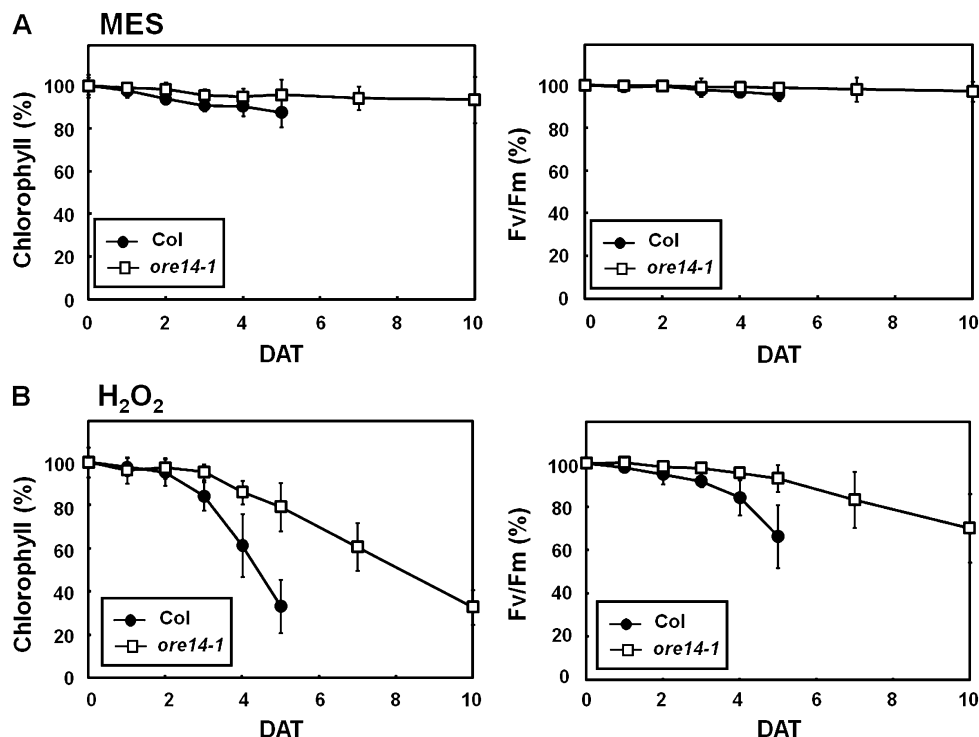 A MES
Chlorophyll (%)
100
80
60
40
20
0
Col
ore14-1
0 2 4 6 8 10
DAT
Fv/Fm (%)
100
80
60
40
20
0
Col
ore14-1
0 2 4 6 8 10
DAT
B H₂O₂
Chlorophyll (%)
100
80
60
40
20
0
Col
ore14-1
0 2 4 6 8 10
DAT
Fv/Fm (%)
100
80
60
40
20
0
Col
ore14-1
0 2 4 6 8 10
DAT